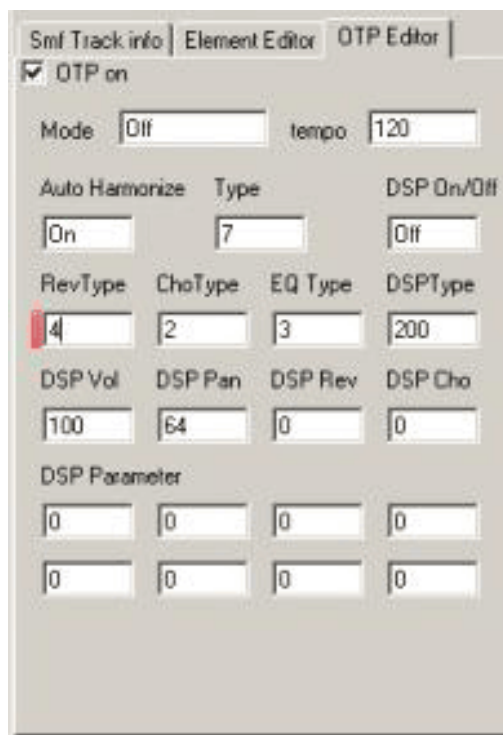 Smf Track info Element Editor OTP Editor
OTP on
Mode Off tempo 120
Auto Harmonize Type DSP On/Off
On 7 Off
RevType ChoType EQ Type DSPType
4 2 3 200
DSP Vol DSP Pan DSP Rev DSP Cho
100 64 0 0
DSP Parameter
0 0 0 0
0 0 0 0